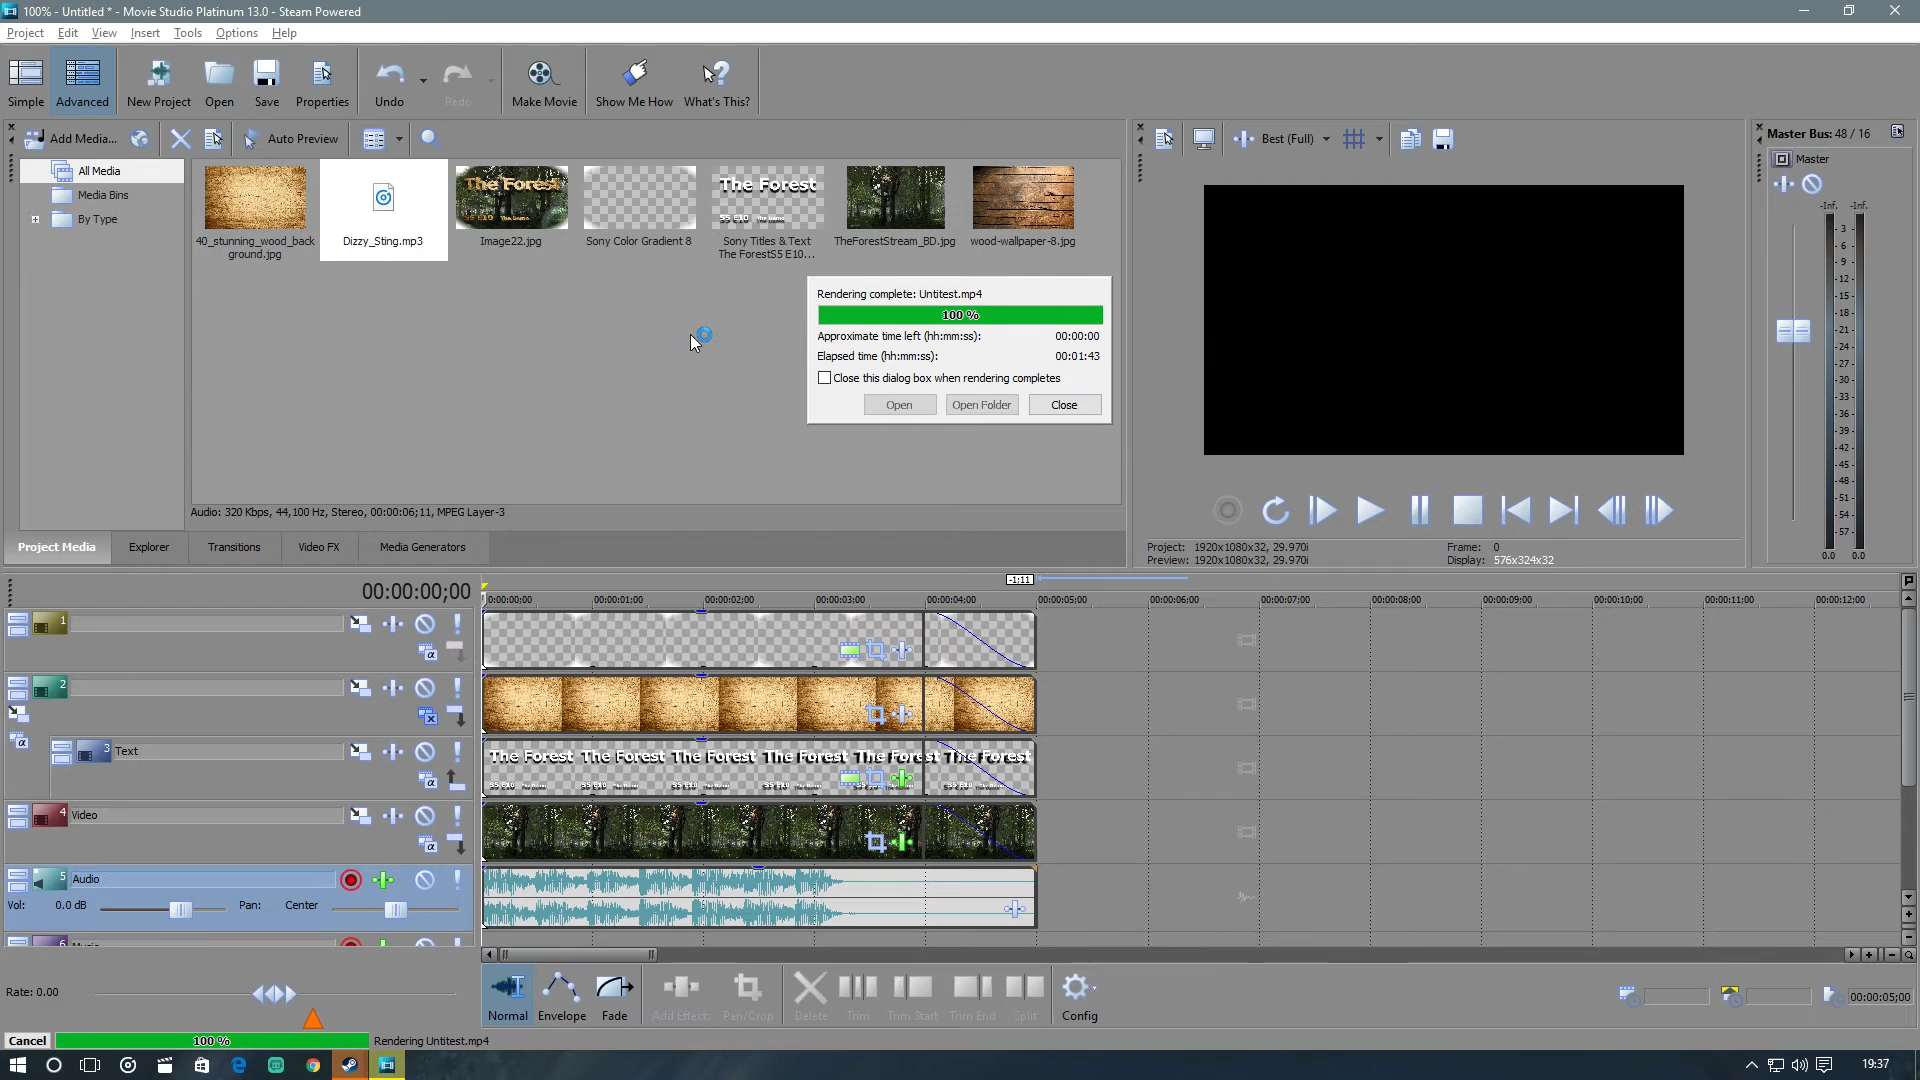 100% - Untitled * - Movie Studio Platinum 13.0 - Steam Powered
Project Edit View Insert Tools Options Help
Simple Advanced New Project Open Save Properties Undo Redo Make Movie Show Me How What's This?
Add Media... Auto Preview
All Media
Media Bins
By Type
The Forest
S5 E10 The Demo
The Forest
S5 E10 The Demo
40_stunning_wood_back
ground.jpg
Dizzy_Sting.mp3
Image22.jpg
Sony Color Gradient 8
Sony Titles & Text
The ForestS5 E10...
TheForestStream_BD.jpg
wood-wallpaper-8.jpg
Rendering complete: Untitest.mp4
100 %
Approximate time left (hh:mm:ss): 00:00:00
Elapsed time (hh:mm:ss): 00:01:43
Close this dialog box when rendering completes
Open Open Folder Close
Audio: 320 Kbps, 44,100 Hz, Stereo, 00:00:06;11, MPEG Layer-3
Project Media Explorer Transitions Video FX Media Generators
Best (Full)
Project: 1920x1080x32, 29.970i
Preview: 1920x1080x32, 29.970i
Frame: 0
Display: 576x324x32
Master Bus: 48 / 16
Master
-Inf. -Inf.
3
6
9
12
15
18
21
24
27
30
33
36
39
42
45
48
51
54
57
0.0 0.0
00:00:00;00
-1;11
00:00:00;00 00:00:01;00 00:00:02;00 00:00:03;00 00:00:04;00 00:00:05;00 00:00:06;00 00:00:07;00 00:00:08;00 00:00:09;00 00:00:10;00 00:00:11;00 00:00:12;00
1
2
3 Text
The Forest The Forest The Forest The Forest The Forest The Forest
S5 E10 S5 E10 S5 E10 S5 E10 S5 E10
4 Video
5 Audio
Vol: 0.0 dB Pan: Center
6 Music
Rate: 0.00
Normal Envelope Fade Add Effects Pan/Crop Delete Trim Trim Start Trim End Split Config
00:00:05;00
Cancel 100 % Rendering Untitest.mp4
19:37